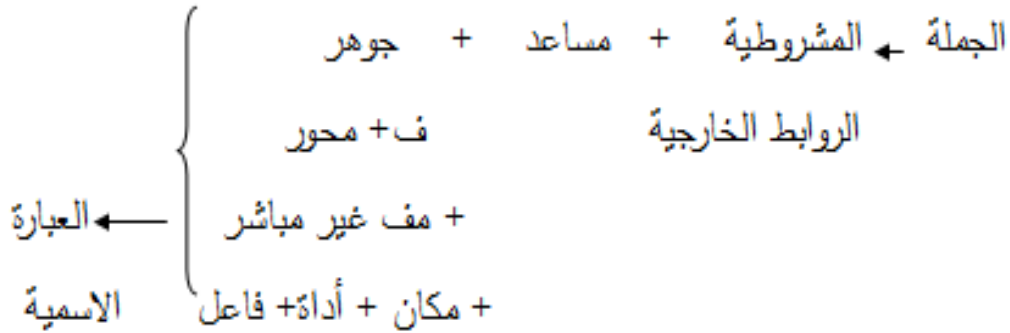 الجملة ← المشروطية + مساعد + جوهر
الروابط الخارجية ف+ محور
+ مف غير مباشر ← العبارة
+ مكان + أداة+ فاعل الاسمية